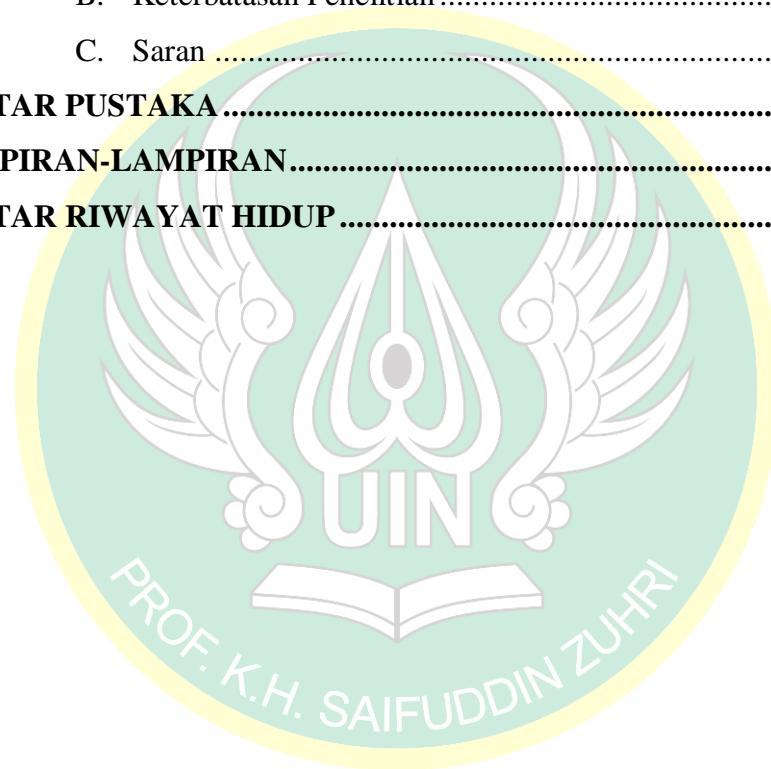 B. Keterbatasan Penelitian ........................................................
C. Saran ......................................................................................
TAR PUSTAKA ......................................................................
PIRAN-LAMPIRAN ..............................................................
TAR RIWAYAT HIDUP ........................................................
UIN
PROF. K.H. SAIFUDDIN ZUHRI